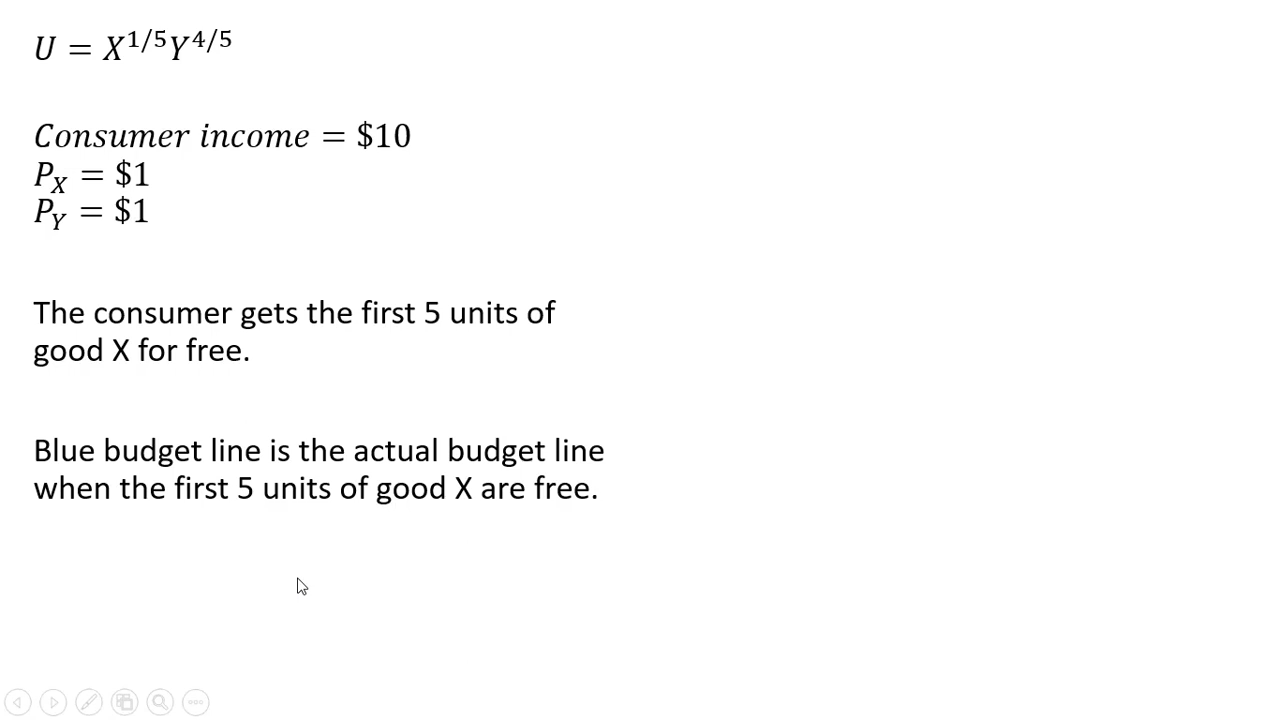 U = X^{1/5}Y^{4/5}
Consumer income = $10
P_X = $1
P_Y = $1
The consumer gets the first 5 units of
good X for free.
Blue budget line is the actual budget line
when the first 5 units of good X are free.